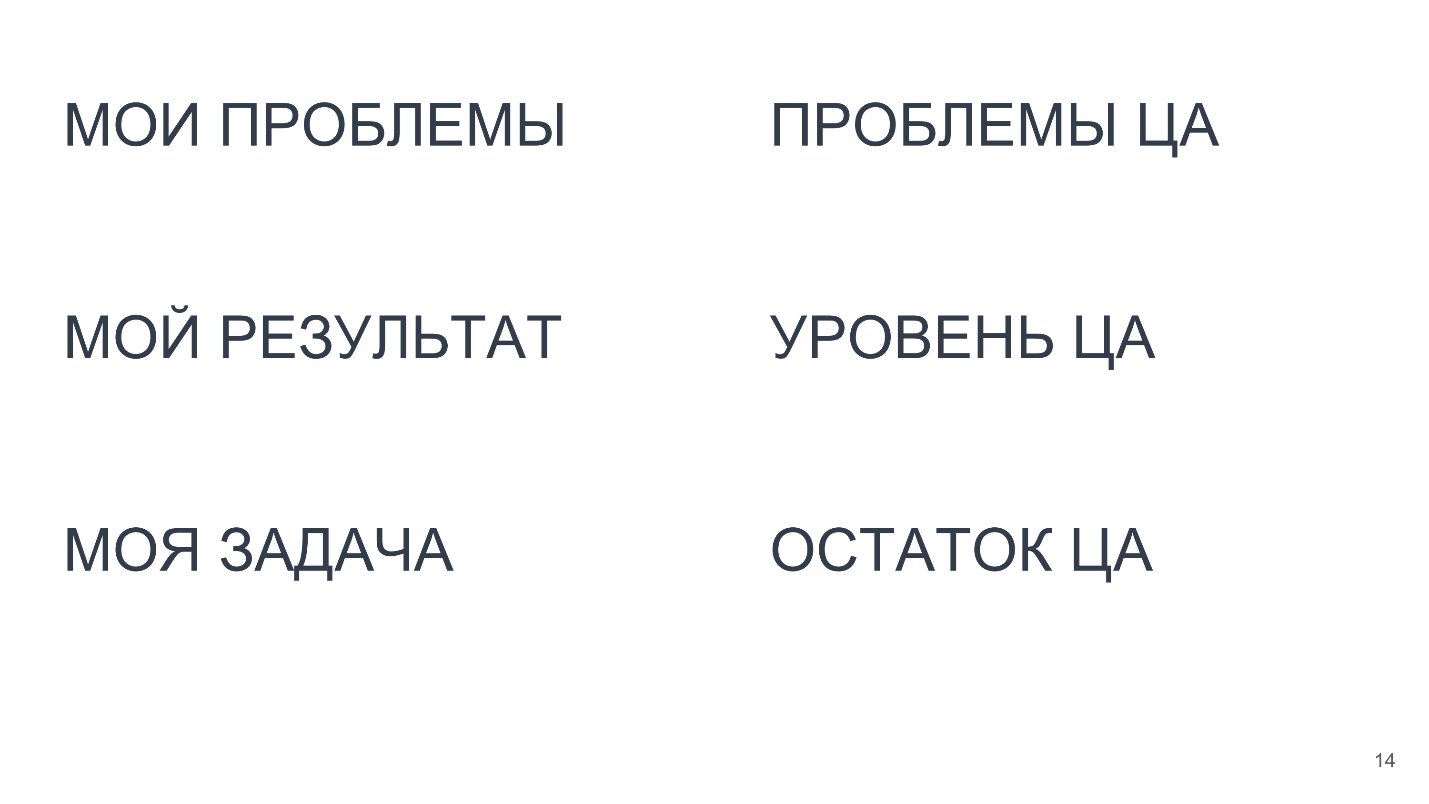 МОИ ПРОБЛЕМЫ
ПРОБЛЕМЫ ЦА
МОЙ РЕЗУЛЬТАТ
УРОВЕНЬ ЦА
МОЯ ЗАДАЧА
ОСТАТОК ЦА
14